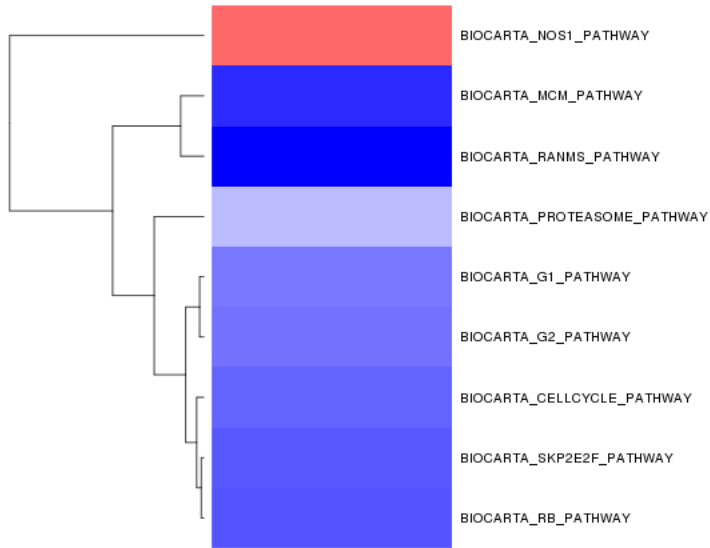 BIOCARTA_NOS1_PATHWAY
BIOCARTA_MCM_PATHWAY
BIOCARTA_RANMS_PATHWAY
BIOCARTA_PROTEASOME_PATHWAY
BIOCARTA_G1_PATHWAY
BIOCARTA_G2_PATHWAY
BIOCARTA_CELLCYCLE_PATHWAY
BIOCARTA_SKP2E2F_PATHWAY
BIOCARTA_RB_PATHWAY